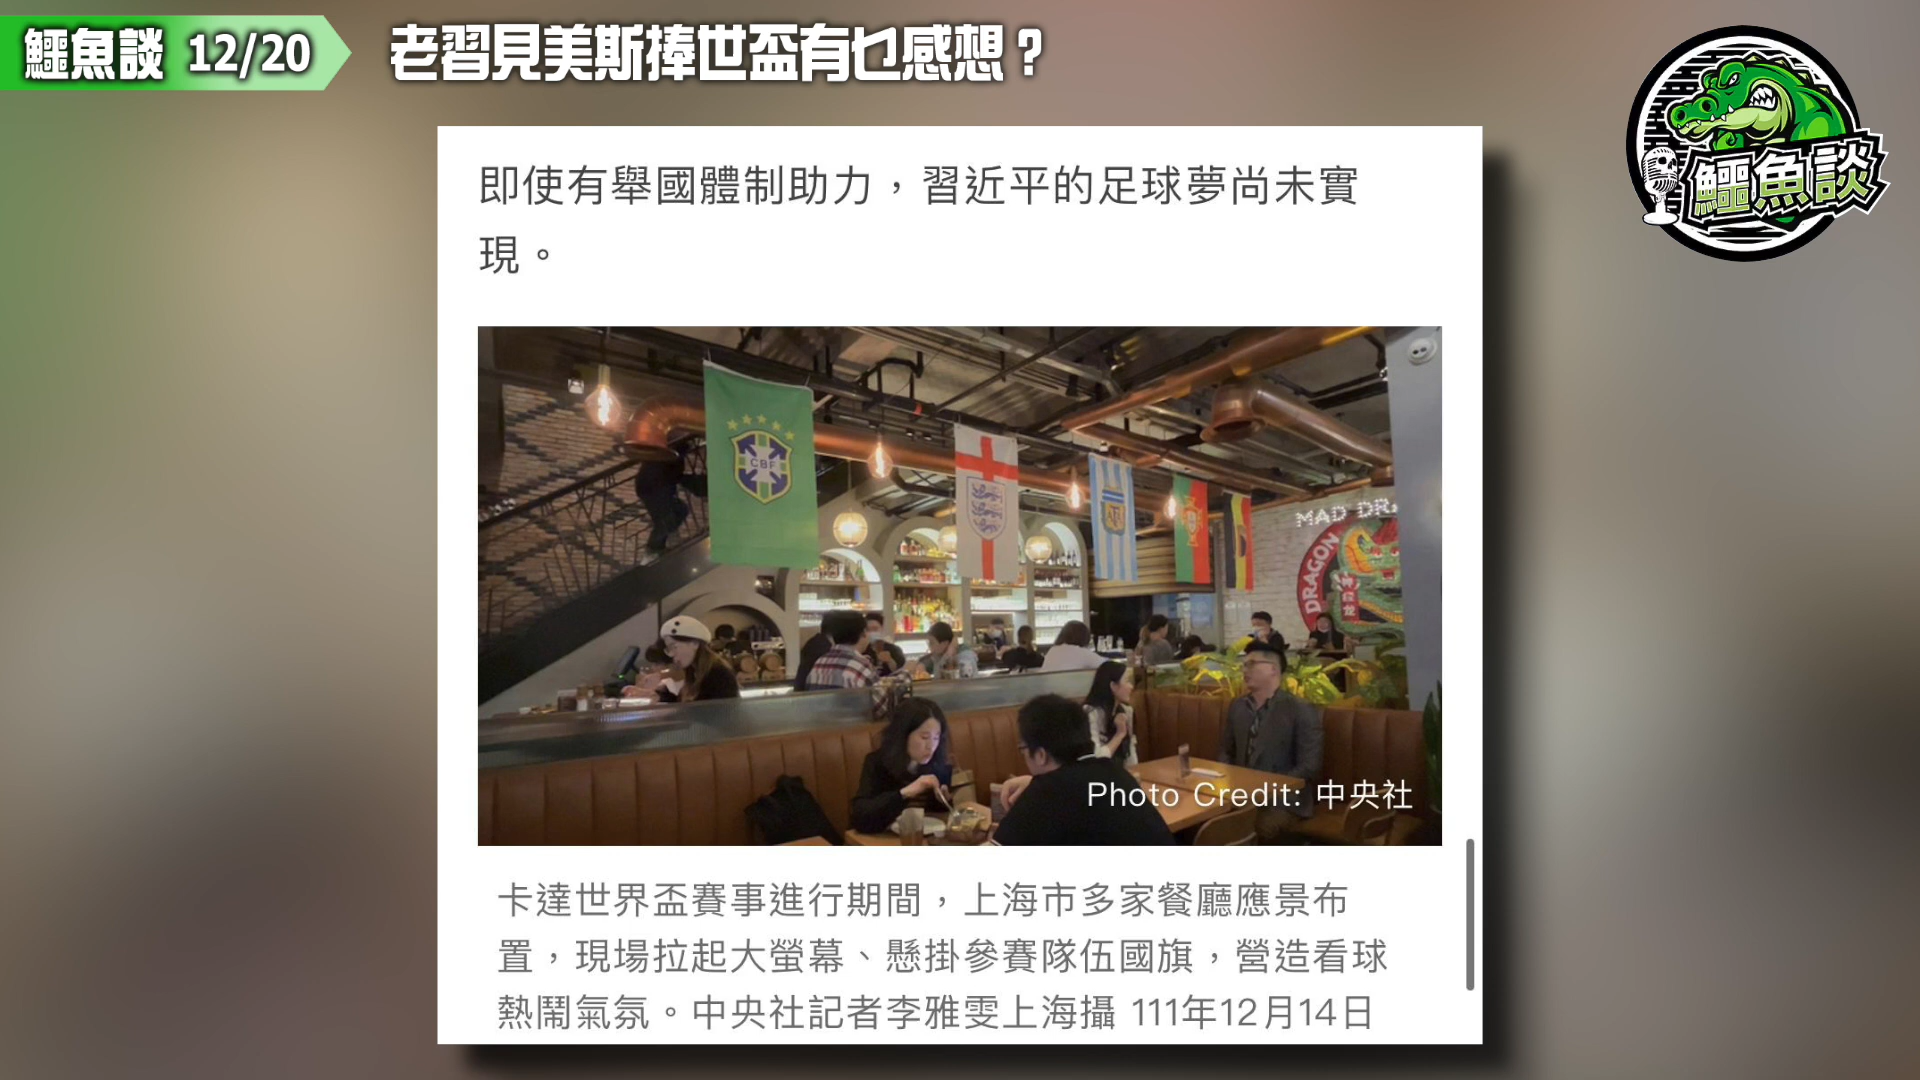 鱷魚談 12/20
老習見美斯捧世盃有乜感想？
鱷魚談
即使有舉國體制助力，習近平的足球夢尚未實
現。
CBF
MAD DRA
DRAGON
Photo Credit: 中央社
卡達世界盃賽事進行期間，上海市多家餐廳應景布
置，現場拉起大螢幕、懸掛參賽隊伍國旗，營造看球
熱鬧氣氛。中央社記者李雅雯上海攝 111年12月14日